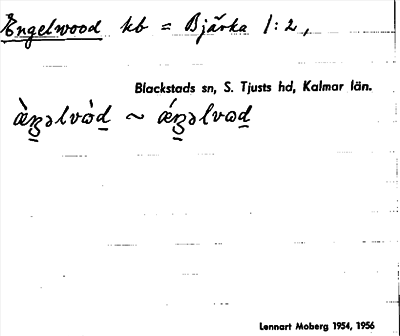 Engelwood kb = Bjärka 1:2,
Blackstads sn, S. Tjusts hd, Kalmar län.
Lennart Moberg 1954, 1956